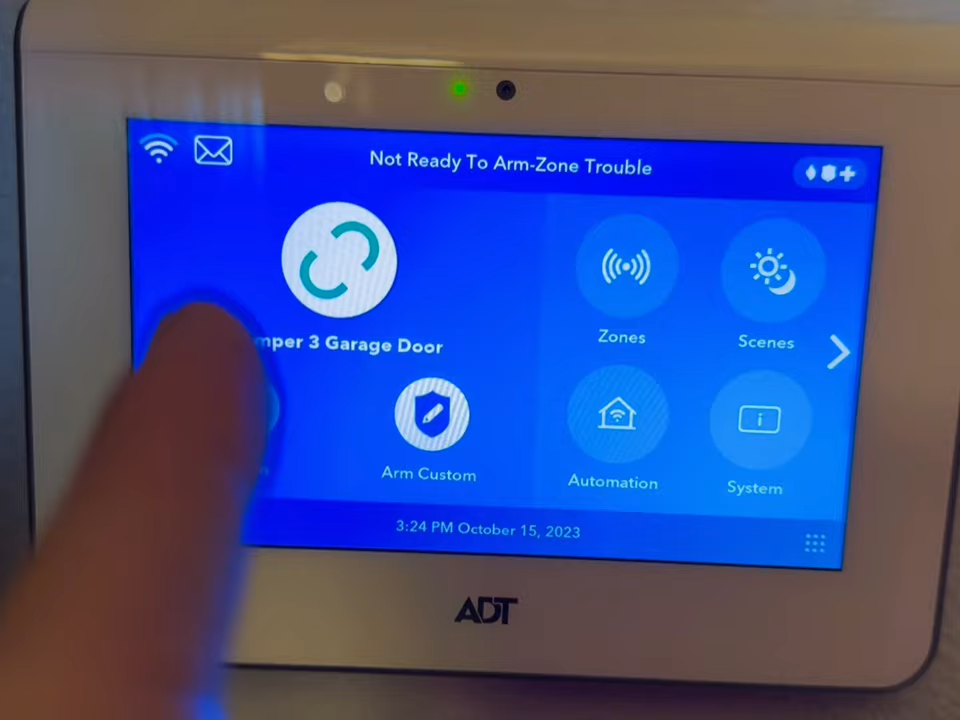 Not Ready To Arm-Zone Trouble
mper 3 Garage Door
Zones
Scenes
Arm Custom
Automation
System
3:24 PM October 15, 2023
ADT